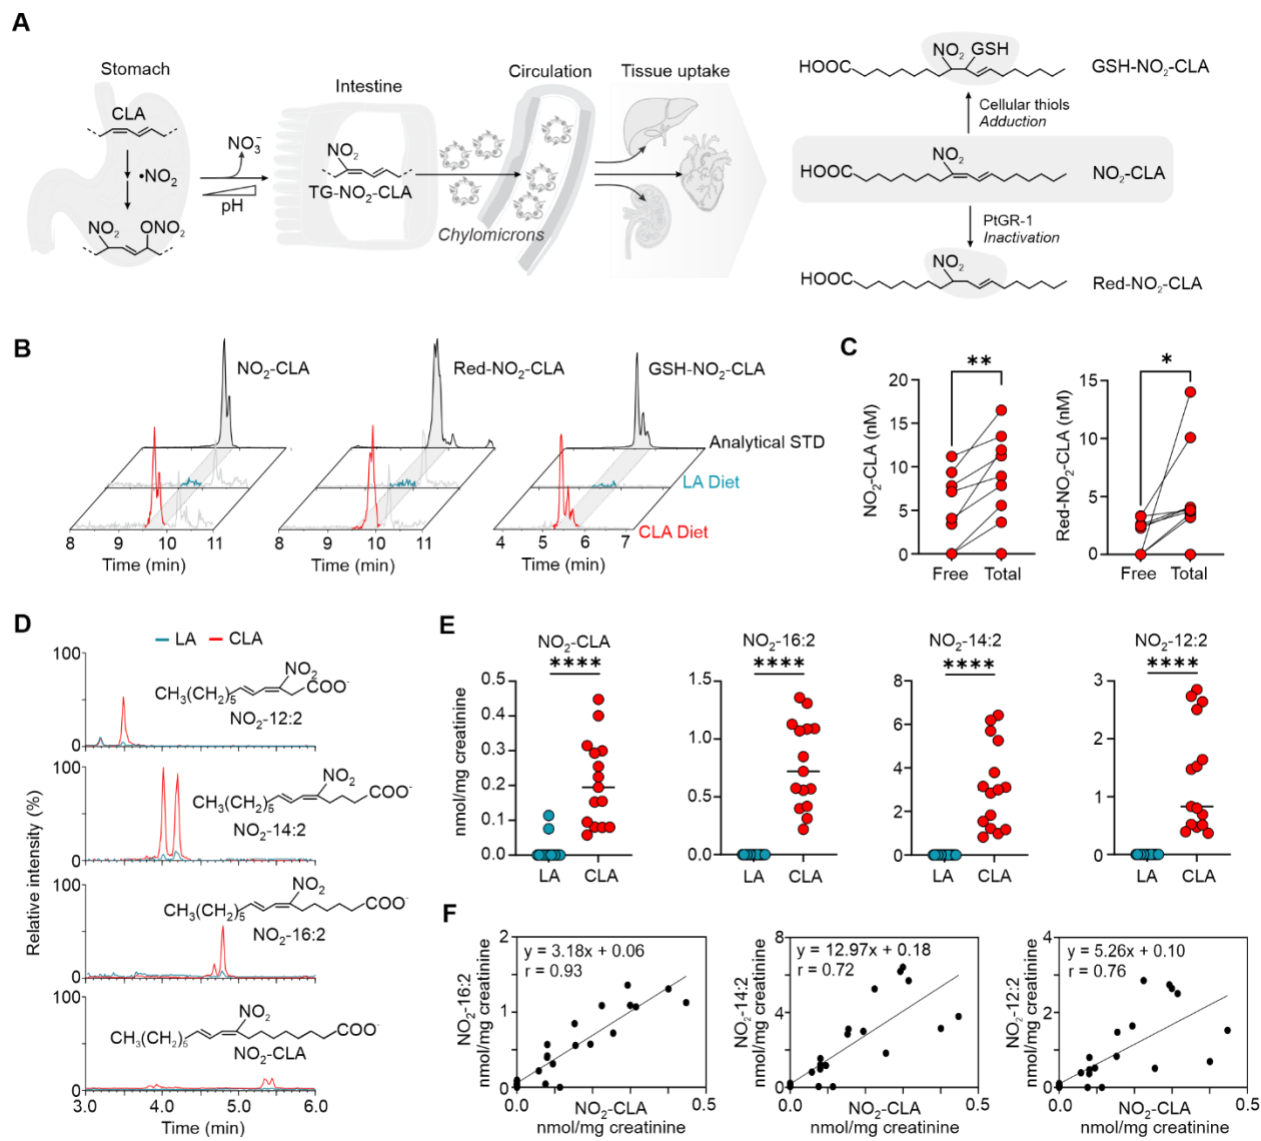 A
Stomach
CLA
•NO2
NO2
ONO2
NO3-
pH
Intestine
NO2
TG-NO2-CLA
Chylomicrons
Circulation
Tissue uptake
NO2
GSH
HOOC
GSH-NO2-CLA
Cellular thiols
Adduction
NO2
HOOC
NO2-CLA
PtGR-1
Inactivation
NO2
HOOC
Red-NO2-CLA
B
NO2-CLA
Red-NO2-CLA
GSH-NO2-CLA
Analytical STD
LA Diet
CLA Diet
8 9 10 11
Time (min)
8 9 10 11
Time (min)
4 5 6 7
Time (min)
C
**
NO2-CLA (nM)
20
15
10
5
0
Free Total
*
Red-NO2-CLA (nM)
15
10
5
0
Free Total
D
LA CLA
Relative intensity (%)
100
0
NO2
CH3(CH2)5
COO-
NO2-12:2
100
0
NO2
CH3(CH2)5
COO-
NO2-14:2
100
0
NO2
CH3(CH2)5
COO-
NO2-16:2
100
0
NO2
CH3(CH2)5
COO-
NO2-CLA
3.0 4.0 5.0 6.0
Time (min)
E
NO2-CLA
****
nmol/mg creatinine
0.5
0.4
0.3
0.2
0.1
0.0
LA CLA
NO2-16:2
****
1.5
1.0
0.5
0.0
LA CLA
NO2-14:2
****
8
6
4
2
0
LA CLA
NO2-12:2
****
3
2
1
0
LA CLA
F
NO2-16:2
nmol/mg creatinine
2
1
0
y = 3.18x + 0.06
r = 0.93
0.0 0.5
NO2-CLA
nmol/mg creatinine
NO2-14:2
nmol/mg creatinine
8
4
0
y = 12.97x + 0.18
r = 0.72
0.0 0.5
NO2-CLA
nmol/mg creatinine
NO2-12:2
nmol/mg creatinine
4
2
0
y = 5.26x + 0.10
r = 0.76
0.0 0.5
NO2-CLA
nmol/mg creatinine